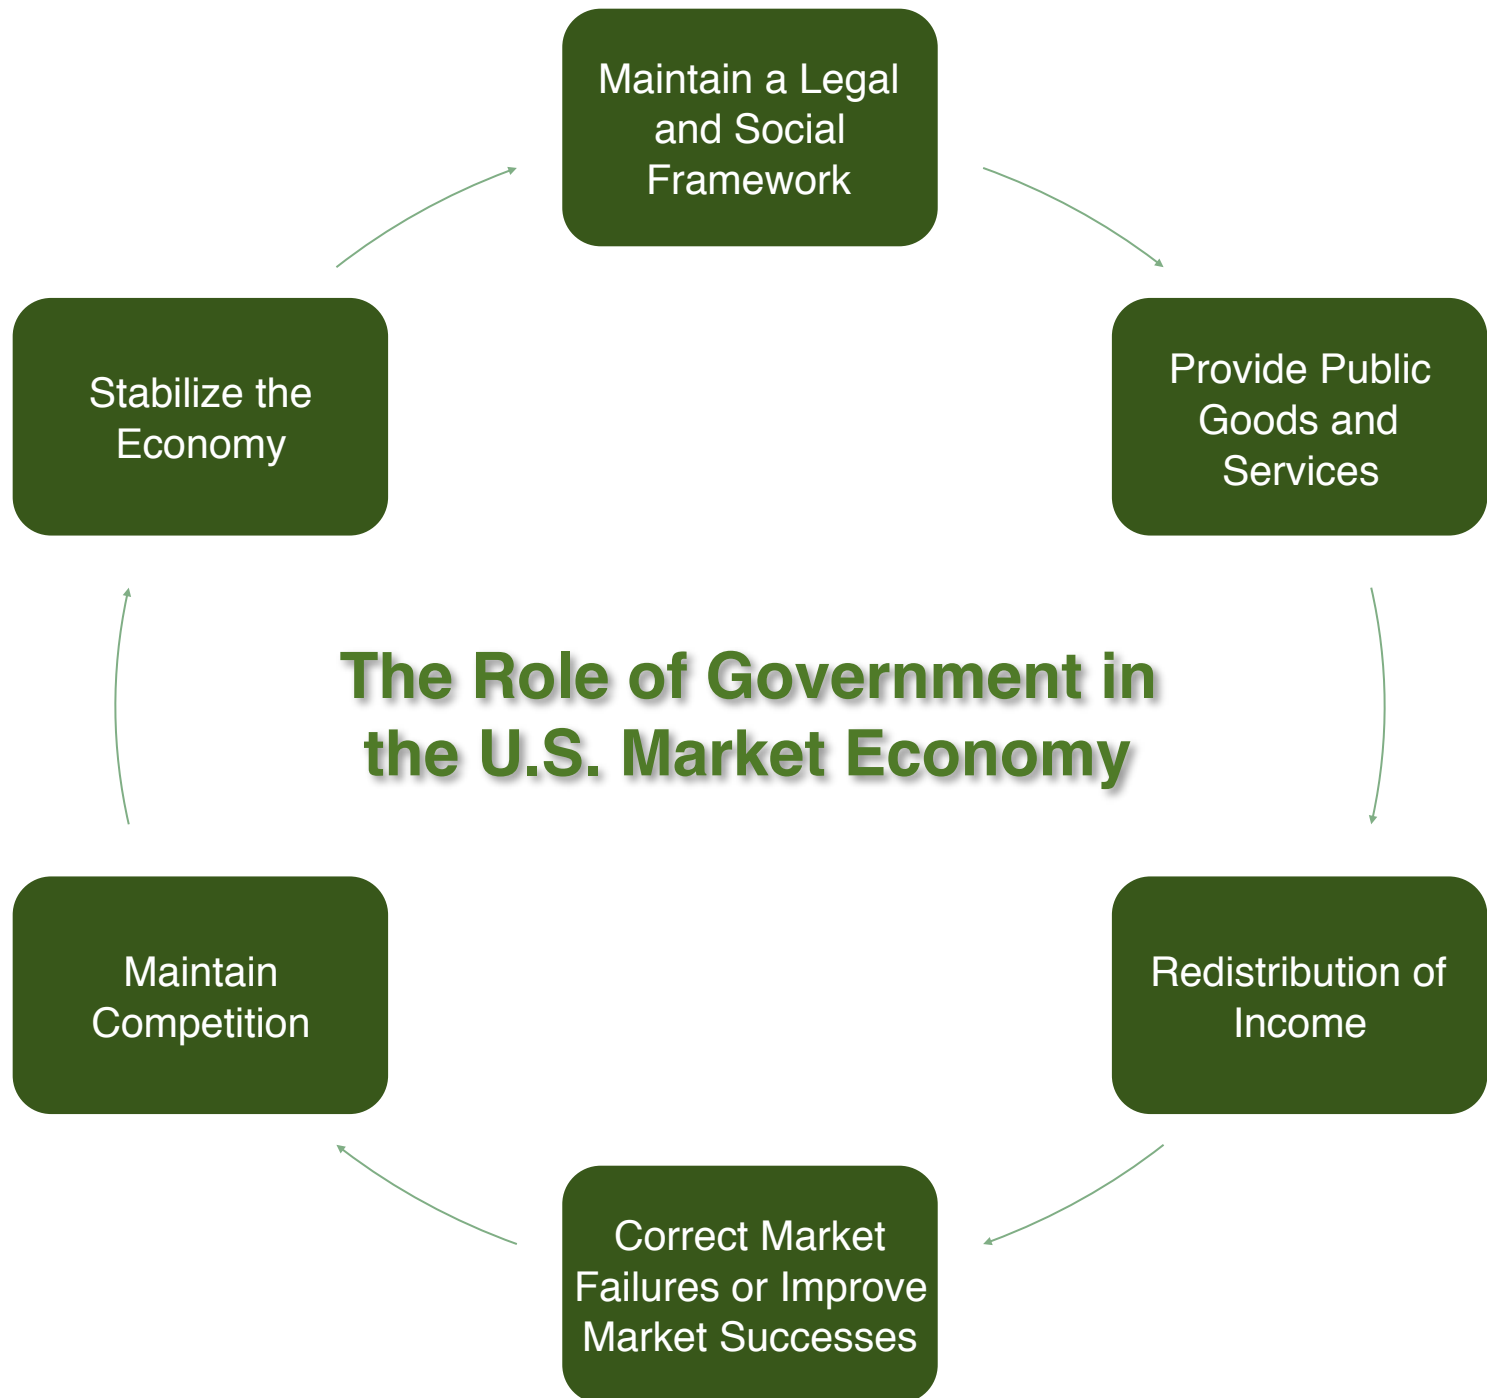 Maintain a Legal
and Social
Framework
Provide Public
Goods and
Services
Redistribution of
Income
Correct Market
Failures or Improve
Market Successes
Maintain
Competition
Stabilize the
Economy
The Role of Government in
the U.S. Market Economy